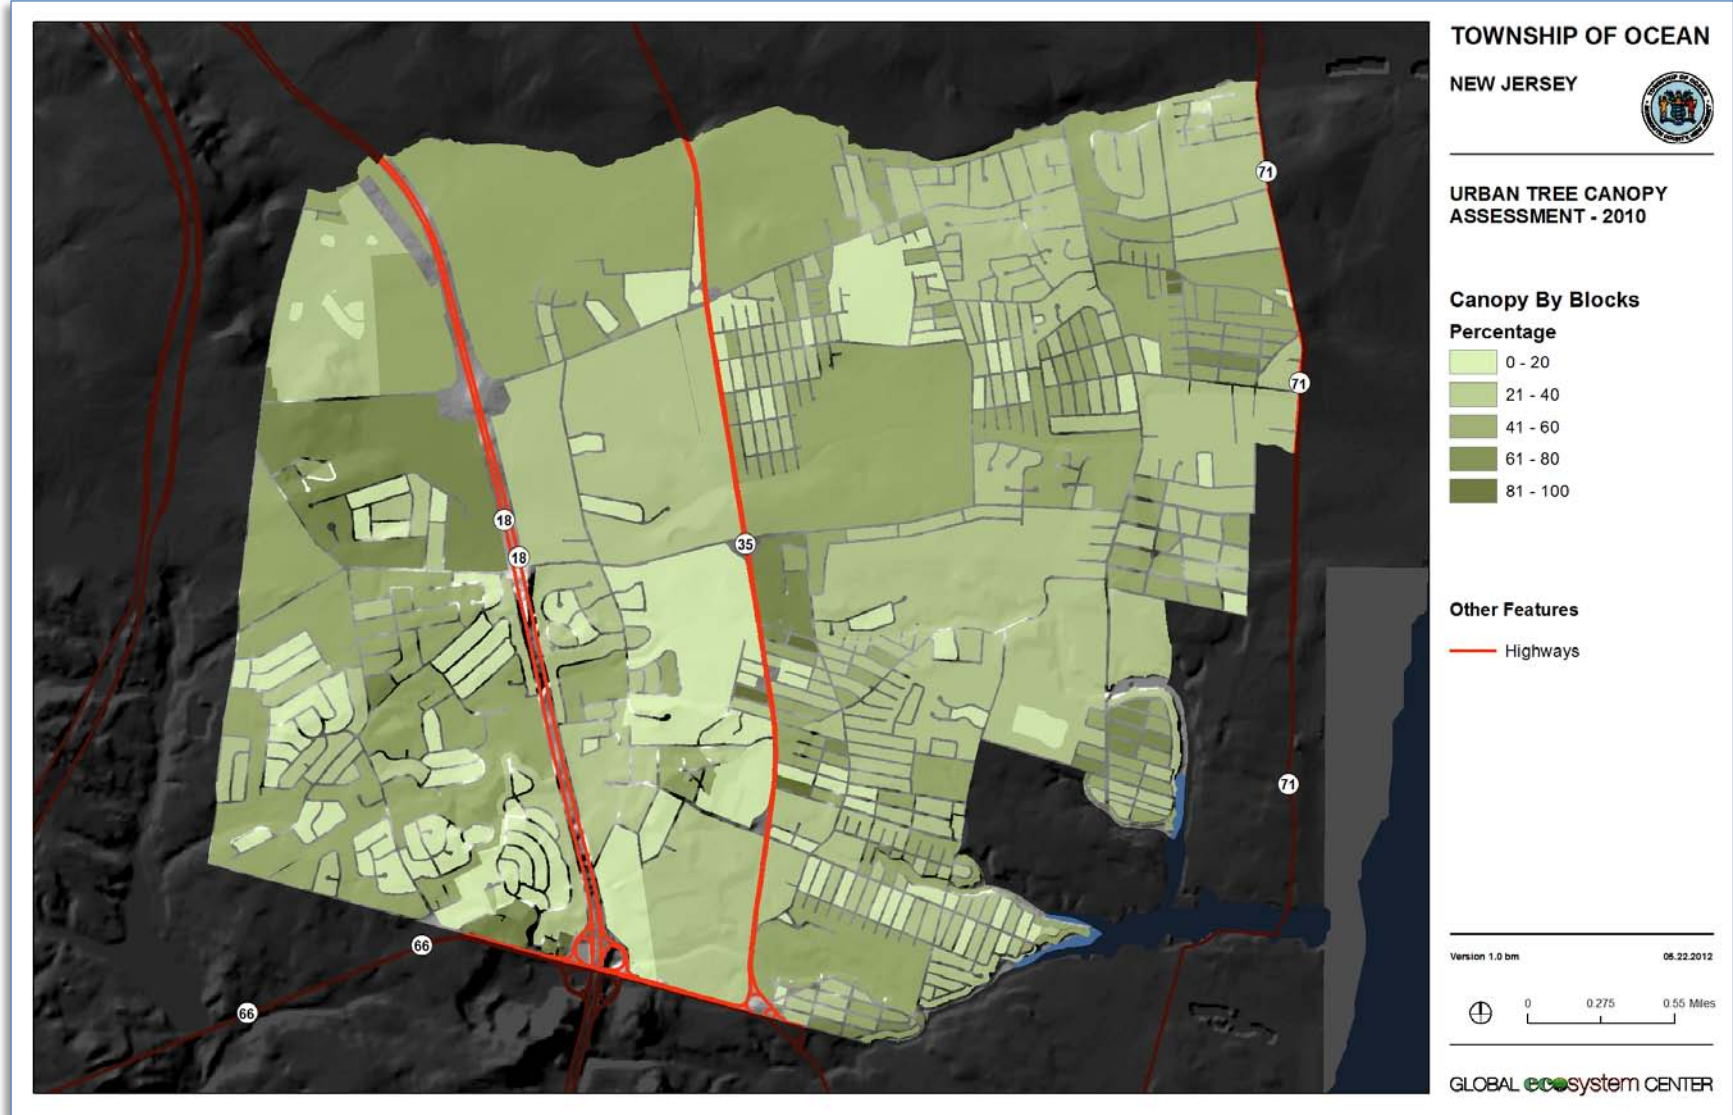 TOWNSHIP OF OCEAN
NEW JERSEY
URBAN TREE CANOPY
ASSESSMENT - 2010
Canopy By Blocks
Percentage
0 - 20
21 - 40
41 - 60
61 - 80
81 - 100
Other Features
Highways
Version 1.0 bm
05.22.2012
0 0.275 0.55 Miles
GLOBAL ecosystem CENTER
71
71
18
18
35
71
66
66